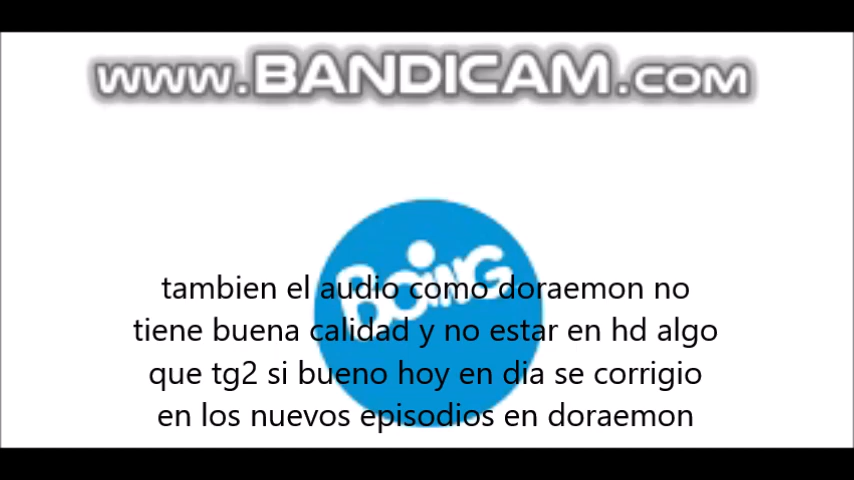 www.BANDICAM.com
BOING
tambien el audio como doraemon no
tiene buena calidad y no estar en hd algo
que tg2 si bueno hoy en dia se corrigio
en los nuevos episodios en doraemon